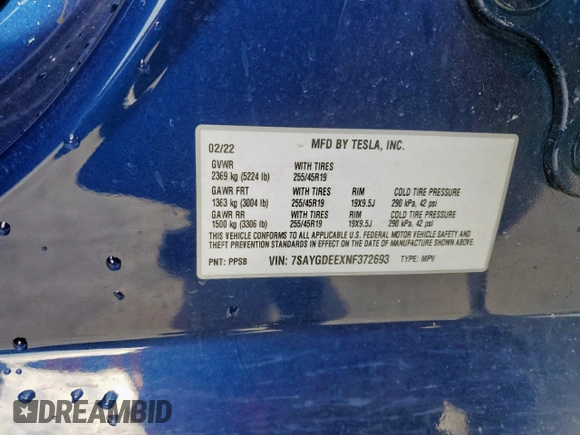 02/22 MFD BY TESLA, INC.
GVWR WITH TIRES
2369 kg (5224 lb) 255/45R19
GAWR FRT WITH TIRES RIM COLD TIRE PRESSURE
1363 kg (3004 lb) 255/45R19 19X9.5J 290 kPa, 42 psi
GAWR RR WITH TIRES RIM COLD TIRE PRESSURE
1500 kg (3306 lb) 255/45R19 19X9.5J 290 kPa, 42 psi
THIS VEHICLE CONFORMS TO ALL APPLICABLE U.S. FEDERAL MOTOR VEHICLE SAFETY AND
THEFT PREVENTION STANDARDS IN EFFECT ON THE DATE OF MANUFACTURE SHOWN ABOVE.
PNT: PPSB VIN: 7SAYGDEEXNF372693 TYPE: MPV
DREAMBID